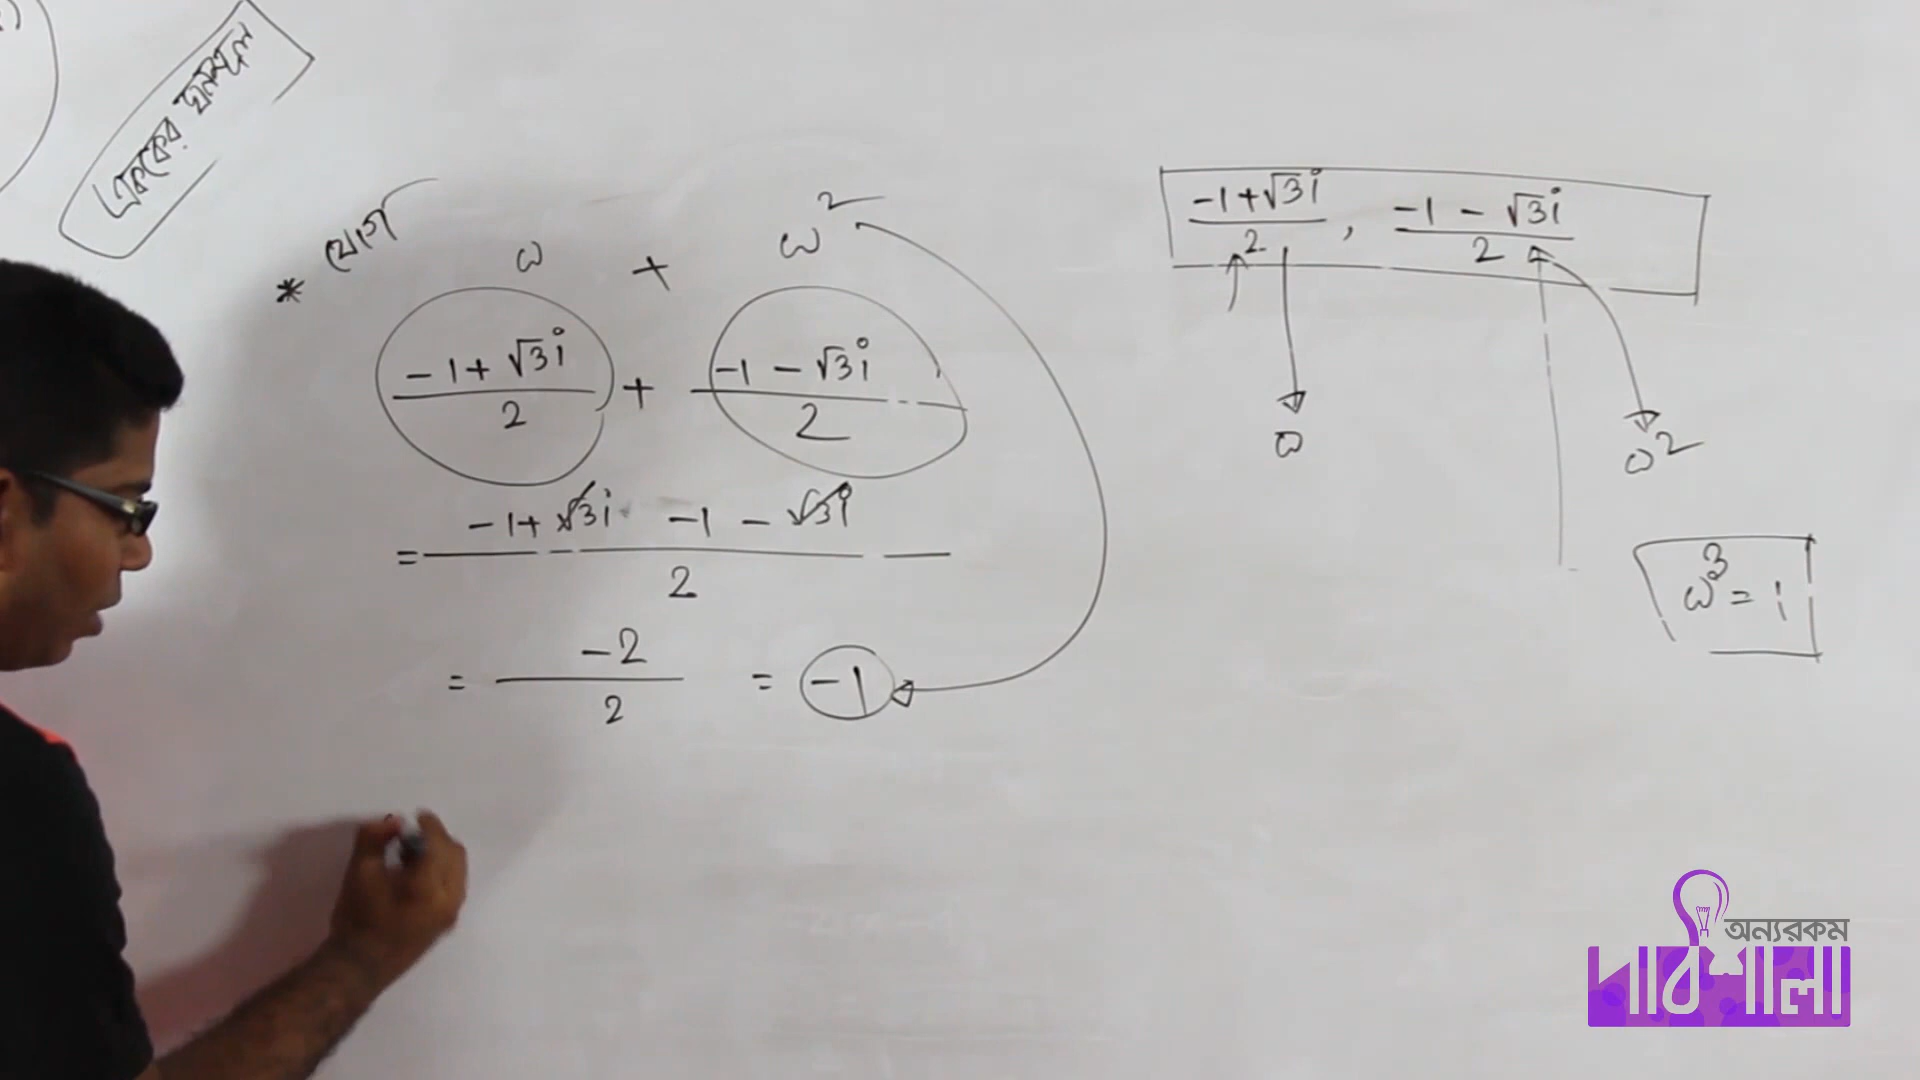 এককের ঘনমূল
* যোগ
ω + ω²
(-1+√3i)/2 + (-1-√3i)/2
= (-1+√3i -1-√3i)/2
= -2/2 = -1
(-1+√3i)/2 , (-1-√3i)/2
ω ω²
ω³ = 1
অন্যরকম
পাঠশালা